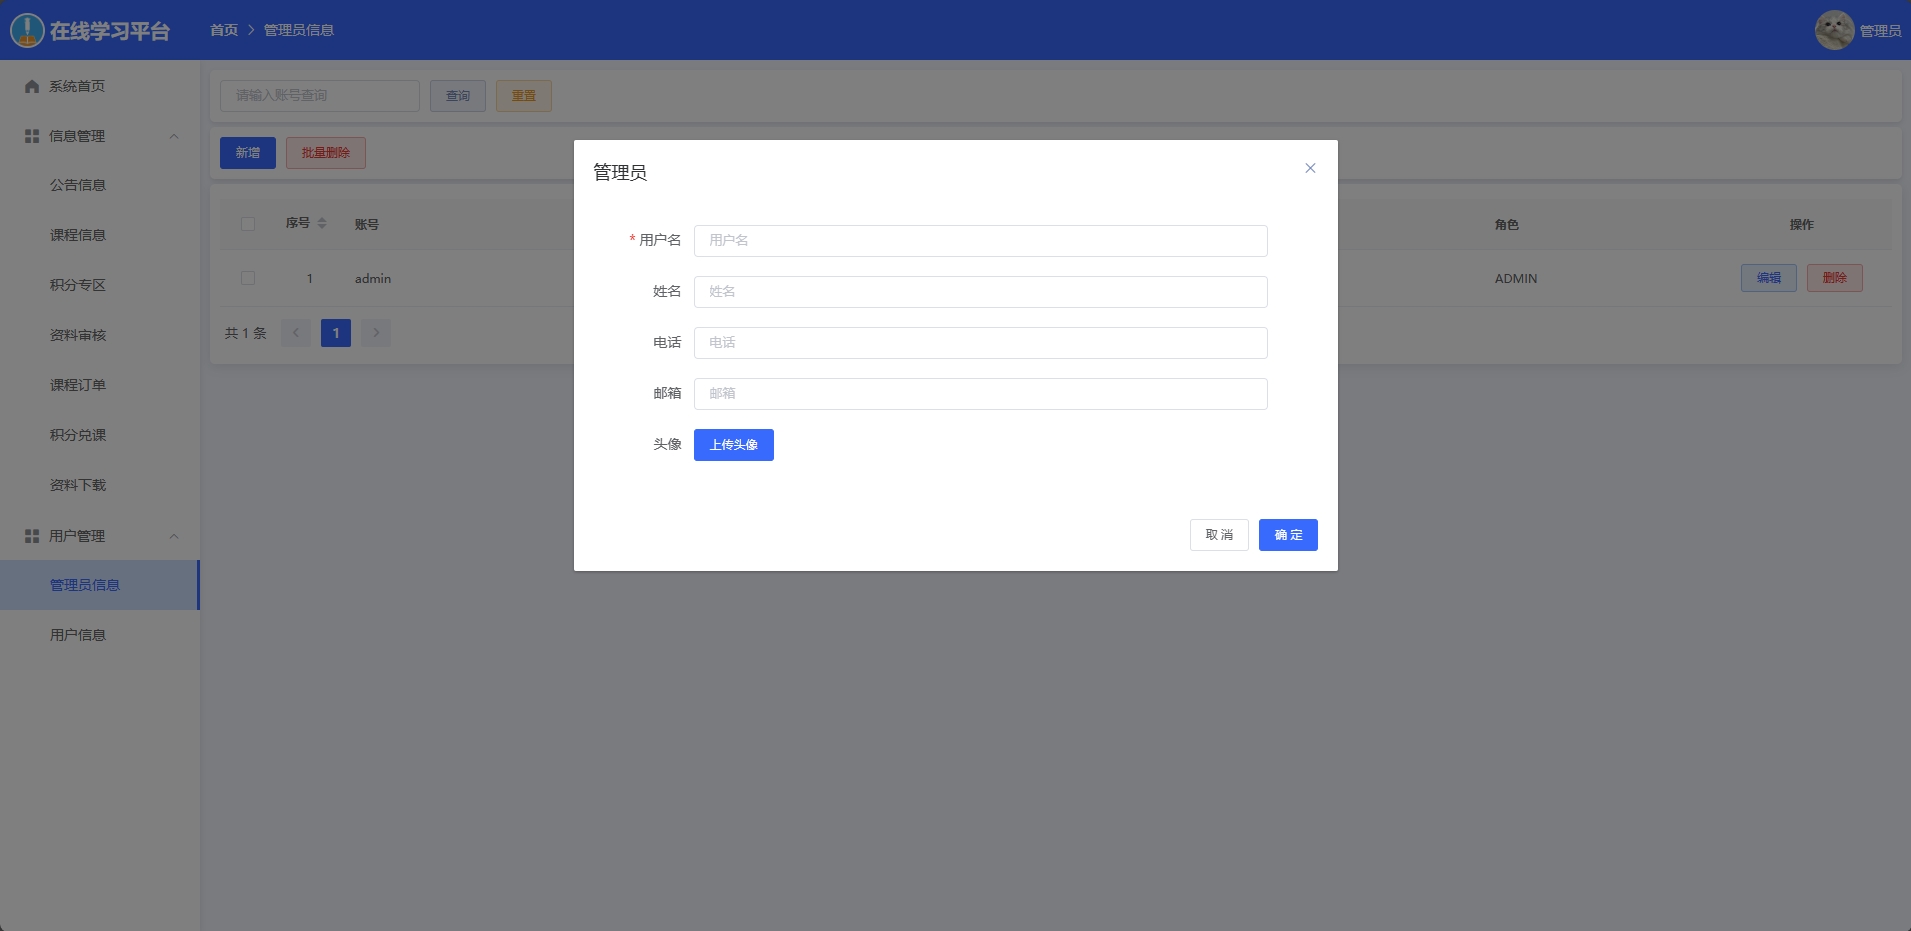 在线学习平台
首页 > 管理员信息
管理员
系统首页
信息管理
公告信息
课程信息
积分专区
资料审核
课程订单
积分兑课
资料下载
用户管理
管理员信息
用户信息
请输入账号查询 查询 重置
新增 批量删除
序号 账号 角色 操作
1 admin ADMIN 编辑 删除
共 1 条 < 1 >
管理员
* 用户名 用户名
姓名 姓名
电话 电话
邮箱 邮箱
头像 上传头像
取 消 确 定